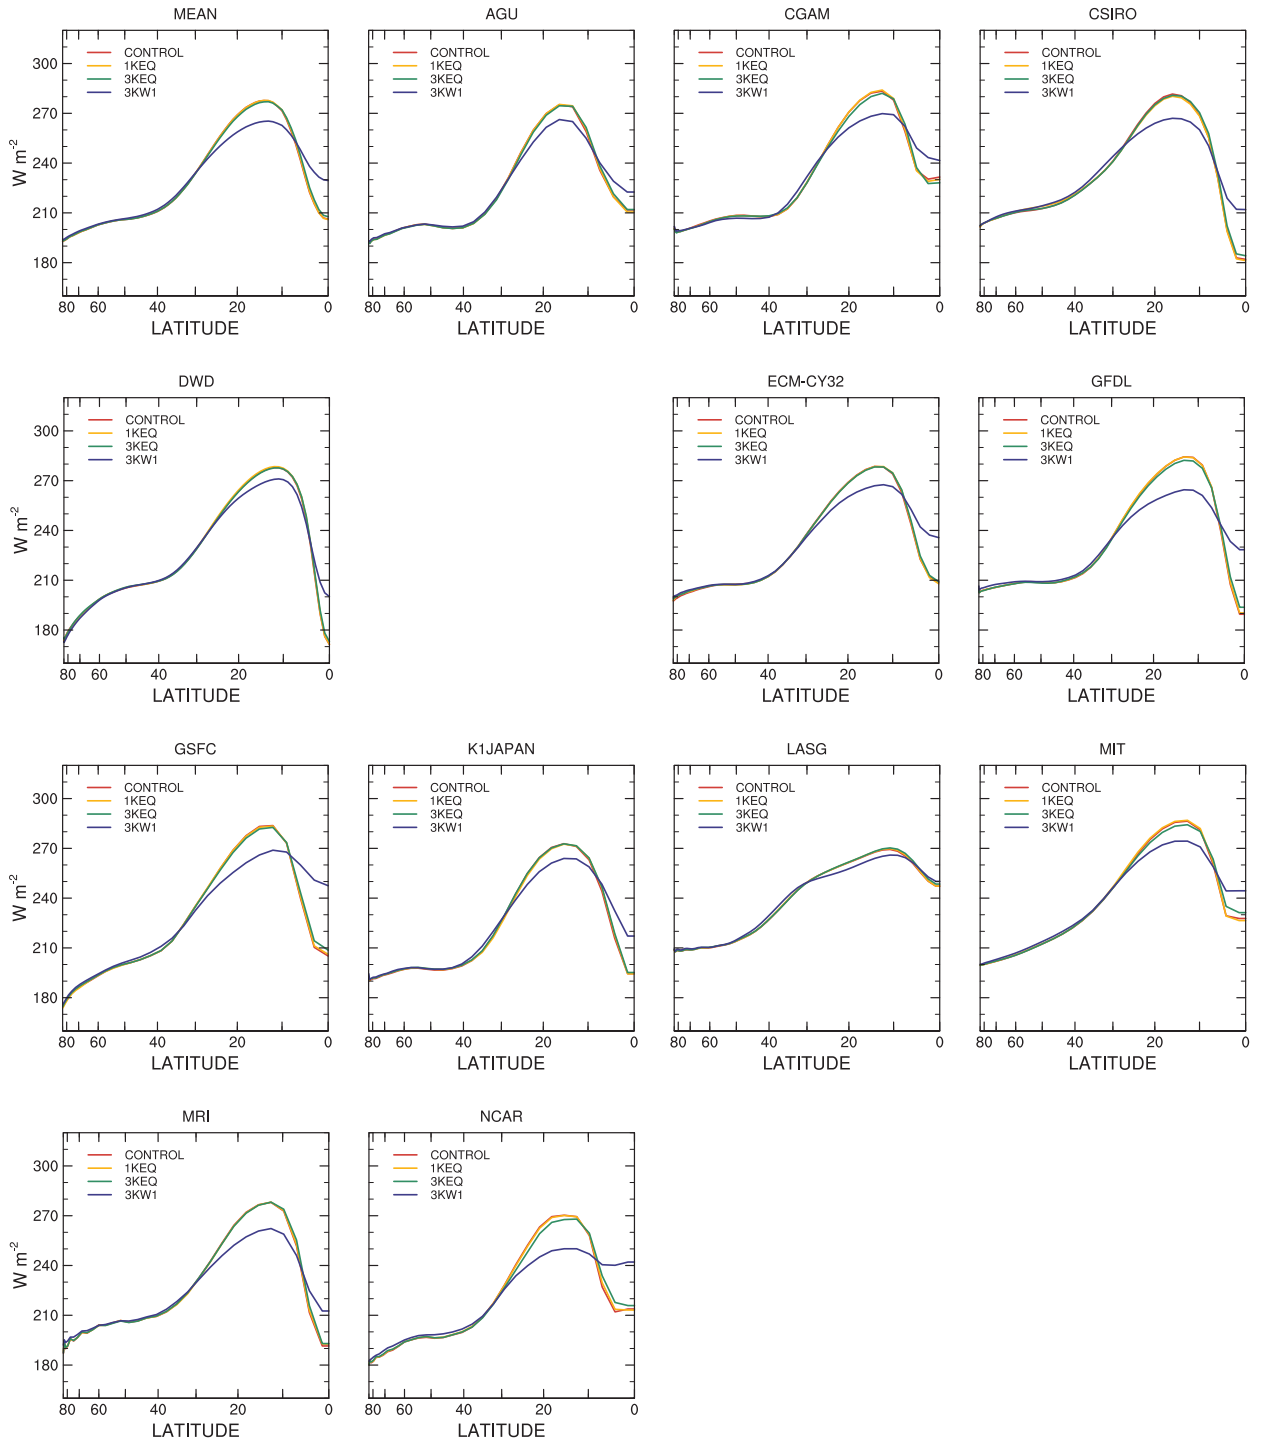 MEAN AGU CGAM CSIRO
CONTROL CONTROL CONTROL CONTROL
300 1KEQ 1KEQ 1KEQ 1KEQ
3KEQ 3KEQ 3KEQ 3KEQ
3KW1 3KW1 3KW1 3KW1
270
W m-2
240
210
180
80 60 40 20 0 80 60 40 20 0 80 60 40 20 0 80 60 40 20 0
LATITUDE LATITUDE LATITUDE LATITUDE
DWD ECM-CY32 GFDL
CONTROL CONTROL CONTROL
300 1KEQ 1KEQ 1KEQ
3KEQ 3KEQ 3KEQ
3KW1 3KW1 3KW1
270
W m-2
240
210
180
80 60 40 20 0 80 60 40 20 0 80 60 40 20 0
LATITUDE LATITUDE LATITUDE
GSFC K1JAPAN LASG MIT
CONTROL CONTROL CONTROL CONTROL
300 1KEQ 1KEQ 1KEQ 1KEQ
3KEQ 3KEQ 3KEQ 3KEQ
3KW1 3KW1 3KW1 3KW1
270
W m-2
240
210
180
80 60 40 20 0 80 60 40 20 0 80 60 40 20 0 80 60 40 20 0
LATITUDE LATITUDE LATITUDE LATITUDE
MRI NCAR
CONTROL CONTROL
300 1KEQ 1KEQ
3KEQ 3KEQ
3KW1 3KW1
270
W m-2
240
210
180
80 60 40 20 0 80 60 40 20 0
LATITUDE LATITUDE